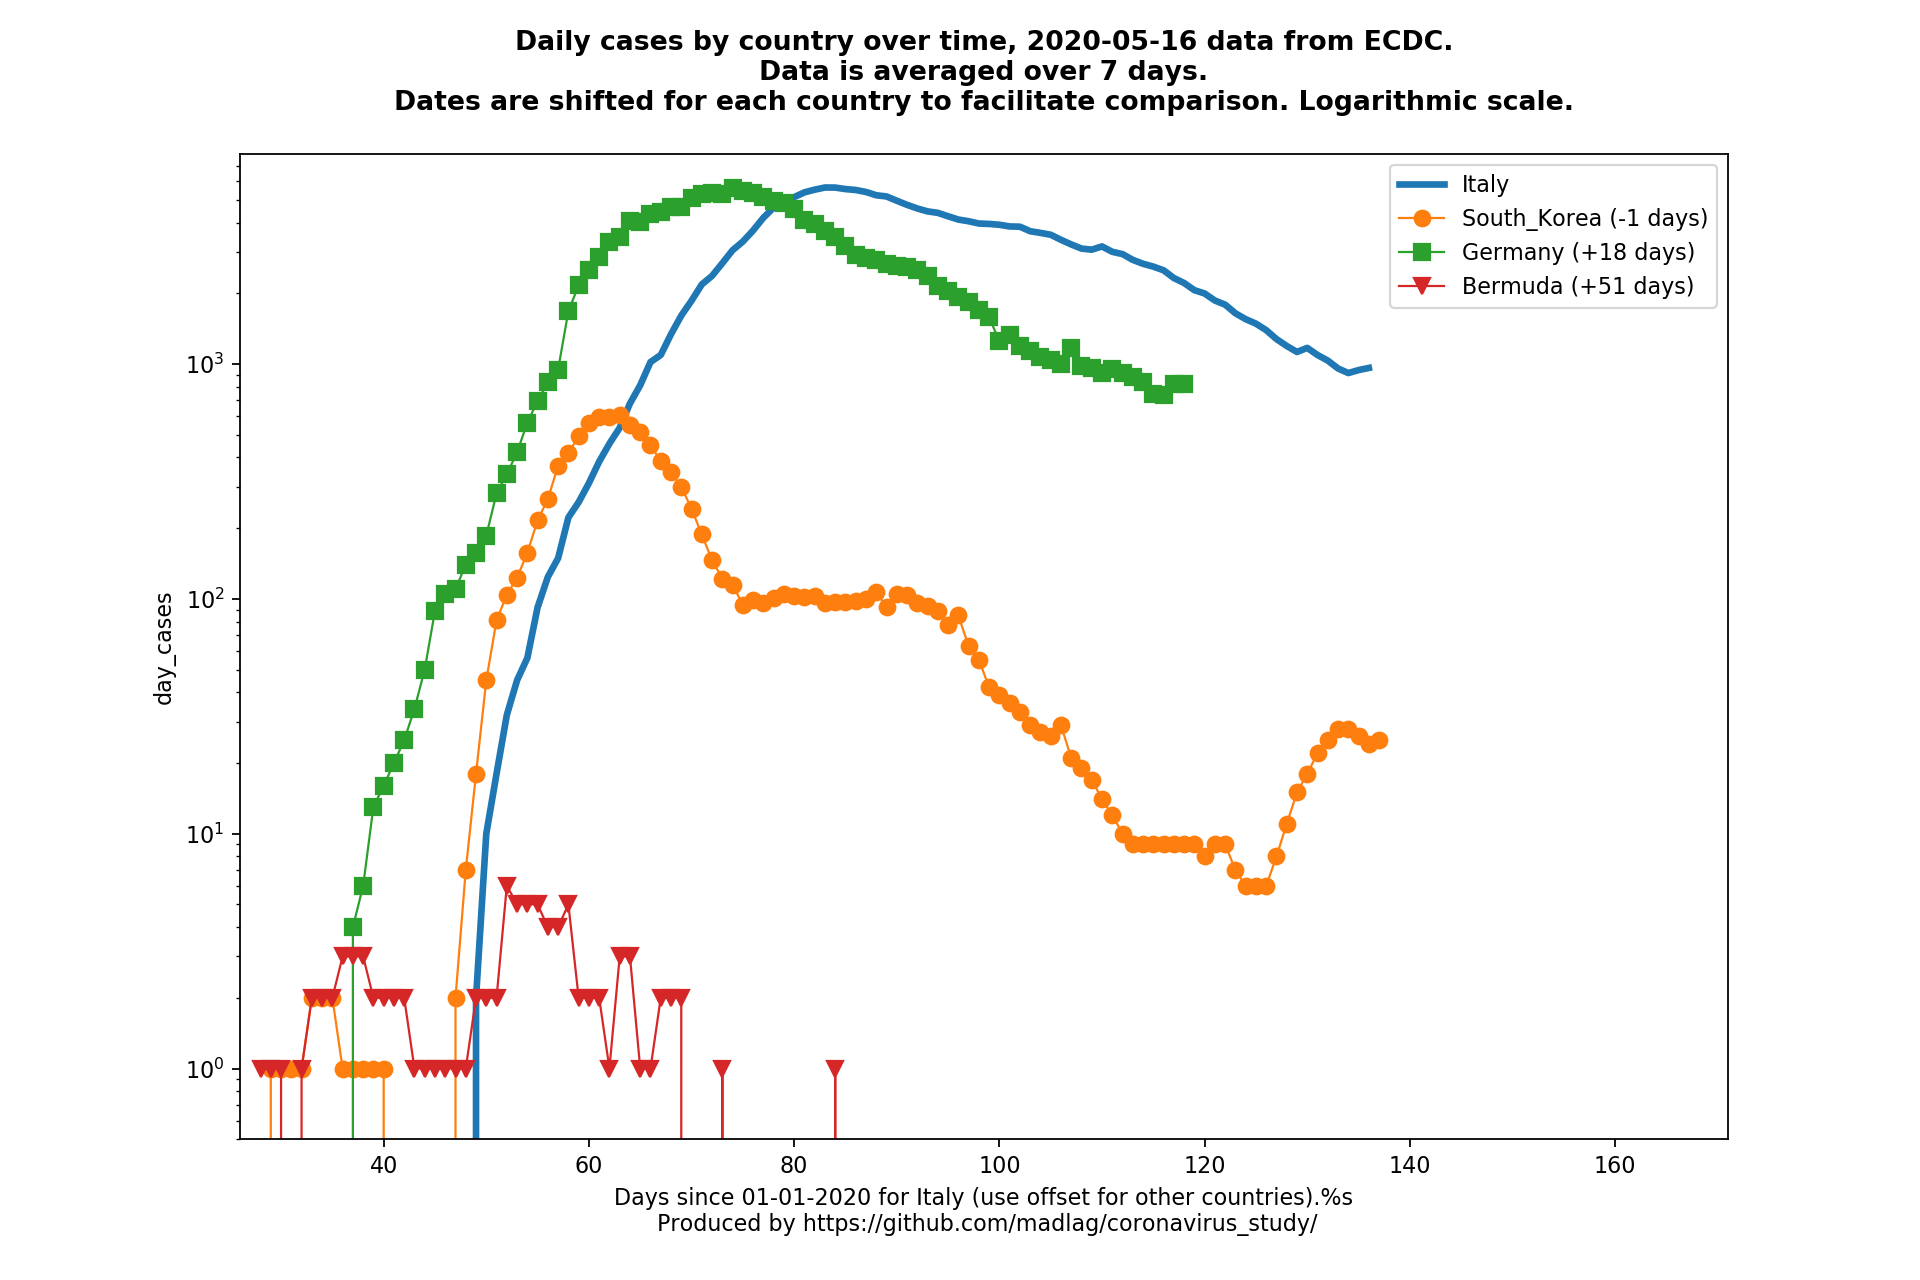 Daily cases by country over time, 2020-05-16 data from ECDC.
Data is averaged over 7 days.
Dates are shifted for each country to facilitate comparison. Logarithmic scale.
Italy
South_Korea (-1 days)
Germany (+18 days)
Bermuda (+51 days)
day_cases
10³
10²
10¹
10⁰
40 60 80 100 120 140 160
Days since 01-01-2020 for Italy (use offset for other countries).%s
Produced by https://github.com/madlag/coronavirus_study/